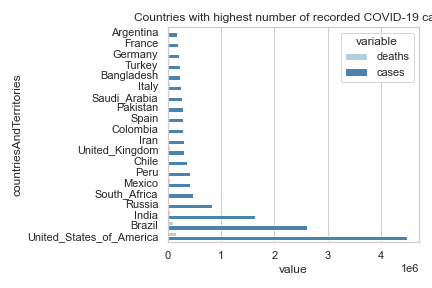 Countries with highest number of recorded COVID-19 ca
variable
deaths
cases
countriesAndTerritories
Argentina
France
Germany
Turkey
Bangladesh
Italy
Saudi_Arabia
Pakistan
Spain
Colombia
Iran
United_Kingdom
Chile
Peru
Mexico
South_Africa
Russia
India
Brazil
United_States_of_America
0 1 2 3 4
1e6
value